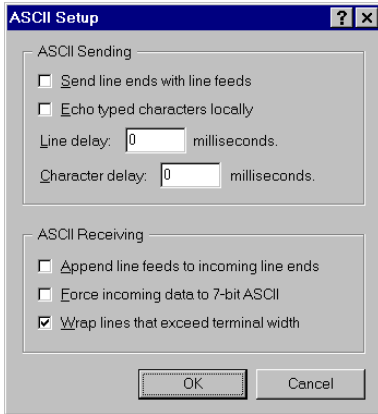 ASCII Setup
ASCII Sending
Send line ends with line feeds
Echo typed characters locally
Line delay: 0 milliseconds.
Character delay: 0 milliseconds.
ASCII Receiving
Append line feeds to incoming line ends
Force incoming data to 7-bit ASCII
Wrap lines that exceed terminal width
OK Cancel